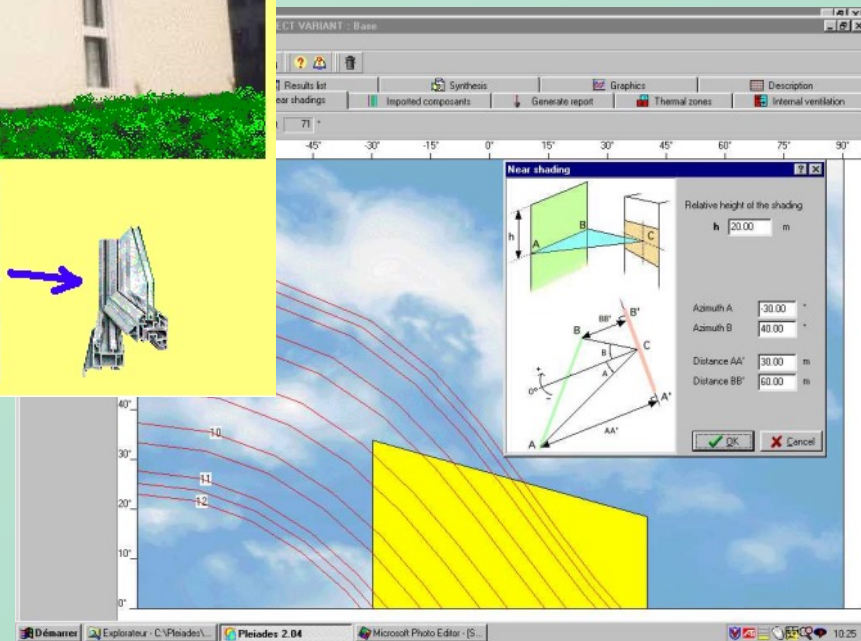 ECT VARIANT : Base
Results list
Synthesis
Graphics
Description
ear shadings
Imported composants
Generate report
Thermal zones
Internal ventilation
71 °
-45° -30° -15° 0° 15° 30° 45° 60° 75° 90°
Near shading
h
A
B
C
Relative height of the shading
h 20.00 m
BB'
B'
B
C
B
A
0°
+
-
A'
AA'
A
Azimuth A -30.00 °
Azimuth B 40.00 °
Distance AA' 30.00 m
Distance BB' 60.00 m
OK
Cancel
40°
10
30°
11
12
20°
10°
0°
Démarrer
Explorateur - C:\Pleiades\...
Pleiades 2.04
Microsoft Photo Editor - [S...
10:25